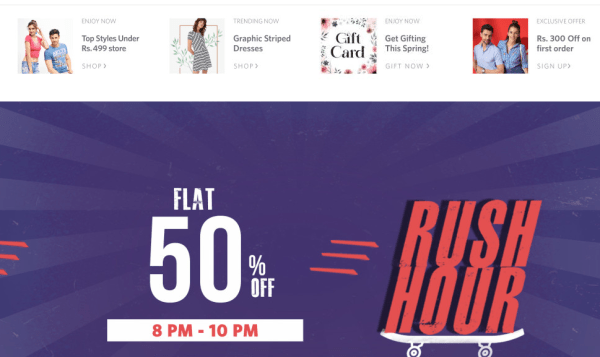 ENJOY NOW
Top Styles Under
Rs. 499 store
SHOP ›
TRENDING NOW
Graphic Striped
Dresses
SHOP ›
Gift
Card
ENJOY NOW
Get Gifting
This Spring!
GIFT NOW ›
EXCLUSIVE OFFER
Rs. 300 Off on
first order
SIGN UP ›
FLAT
50%
OFF
8 PM - 10 PM
RUSH
HOUR